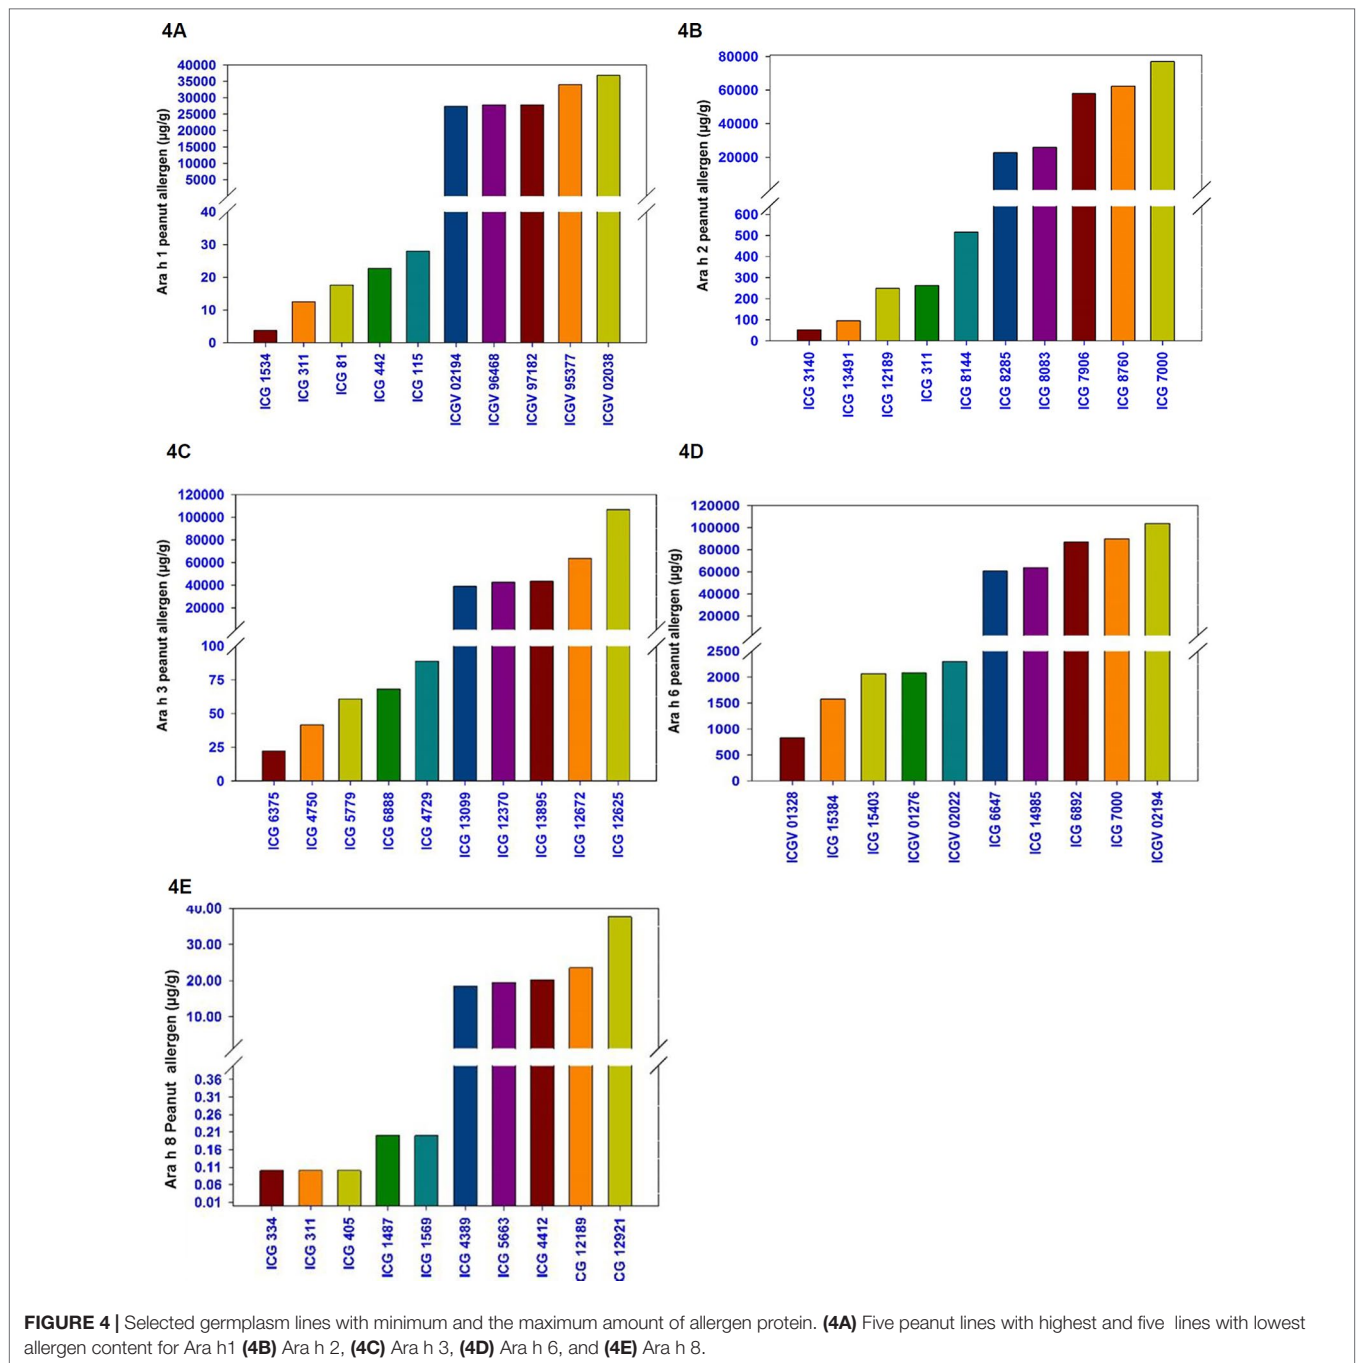 4A
Ara h 1 peanut allergen (µg/g)
40000
35000
30000
25000
20000
15000
10000
5000
40
30
20
10
0
ICG 1534
ICG 311
ICG 81
ICG 442
ICG 115
ICGV 02194
ICGV 96468
ICGV 97182
ICGV 95377
ICGV 02038
4B
Ara h 2 peanut allergen (µg/g)
80000
60000
40000
20000
600
500
400
300
200
100
0
ICG 3140
ICG 13491
ICG 12189
ICG 311
ICG 8144
ICG 8285
ICG 8083
ICG 7906
ICG 8760
ICG 7000
4C
Ara h 3 peanut allergen (µg/g)
120000
100000
80000
60000
40000
20000
100
75
50
25
0
ICG 6375
ICG 4750
ICG 5779
ICG 6888
ICG 4729
ICG 13099
ICG 12370
ICG 13895
ICG 12672
ICG 12625
4D
Ara h 6 peanut allergen (µg/g)
120000
100000
80000
60000
40000
20000
2500
2000
1500
1000
500
0
ICGV 01328
ICG 15384
ICG 15403
ICGV 01276
ICGV 02022
ICG 6647
ICG 14985
ICG 6892
ICG 7000
ICGV 02194
4E
Ara h 8 Peanut allergen (µg/g)
40.00
30.00
20.00
10.00
0.36
0.31
0.26
0.21
0.16
0.11
0.06
0.01
ICG 334
ICG 311
ICG 405
ICG 1487
ICG 1569
ICG 4389
ICG 5663
ICG 4412
CG 12189
CG 12921
FIGURE 4 | Selected germplasm lines with minimum and the maximum amount of allergen protein. (4A) Five peanut lines with highest and five lines with lowest
allergen content for Ara h1 (4B) Ara h 2, (4C) Ara h 3, (4D) Ara h 6, and (4E) Ara h 8.